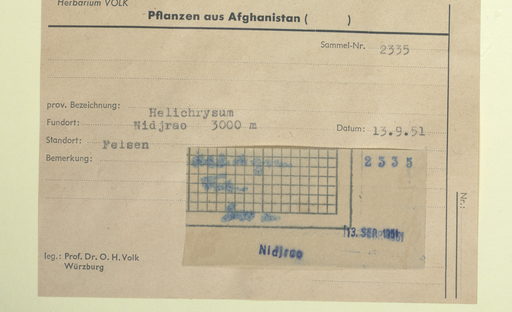 Herbarium VOLK
Pflanzen aus Afghanistan ( )
Sammel-Nr. 2335
prov. Bezeichnung: Helichrysum
Fundort: Nidjrao 3000 m
Datum: 13.9.51
Standort: Felsen
Bemerkung:
2335
13. SEP. 1951
Nidjrao
Nr.:
leg.: Prof. Dr. O. H. Volk
Würzburg